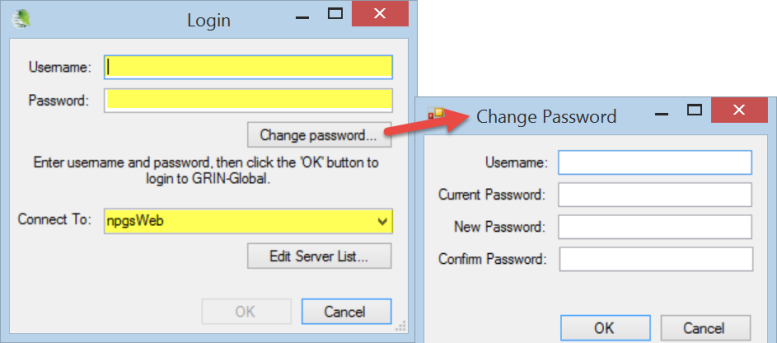 Login
Username:
Password:
Change password...
Enter username and password, then click the 'OK' button to
login to GRIN-Global.
Connect To: npgsWeb
Edit Server List...
OK Cancel
Change Password
Username:
Current Password:
New Password:
Confirm Password:
OK Cancel